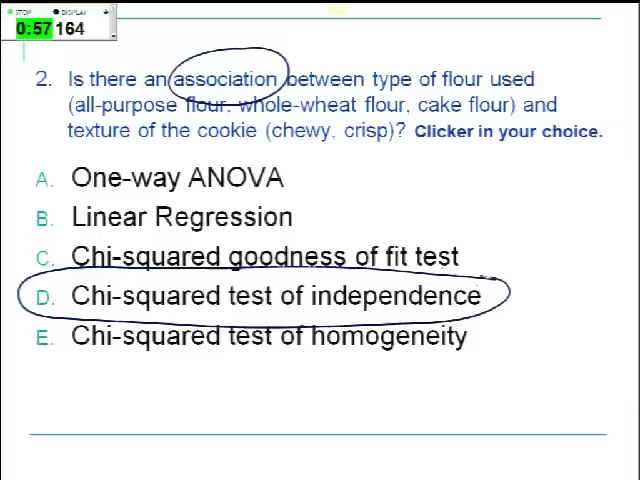 STOP DISPLAY
0:57 164
2. Is there an association between type of flour used
(all-purpose flour, whole-wheat flour, cake flour) and
texture of the cookie (chewy, crisp)? Clicker in your choice.
A. One-way ANOVA
B. Linear Regression
C. Chi-squared goodness of fit test
D. Chi-squared test of independence
E. Chi-squared test of homogeneity